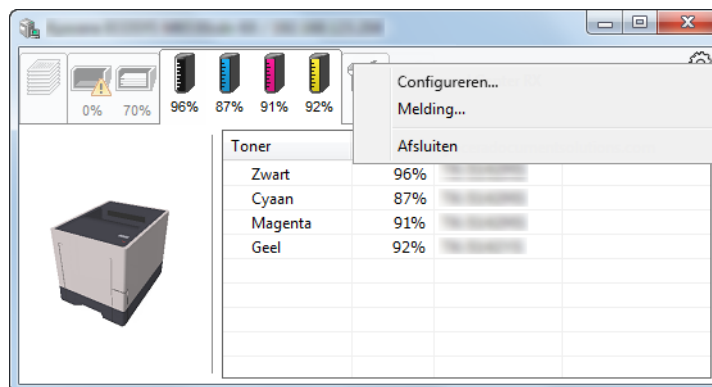 Configureren...
0% 70% 96% 87% 91% 92%
Melding...
Toner
Afsluiten
Zwart 96%
Cyaan 87%
Magenta 91%
Geel 92%